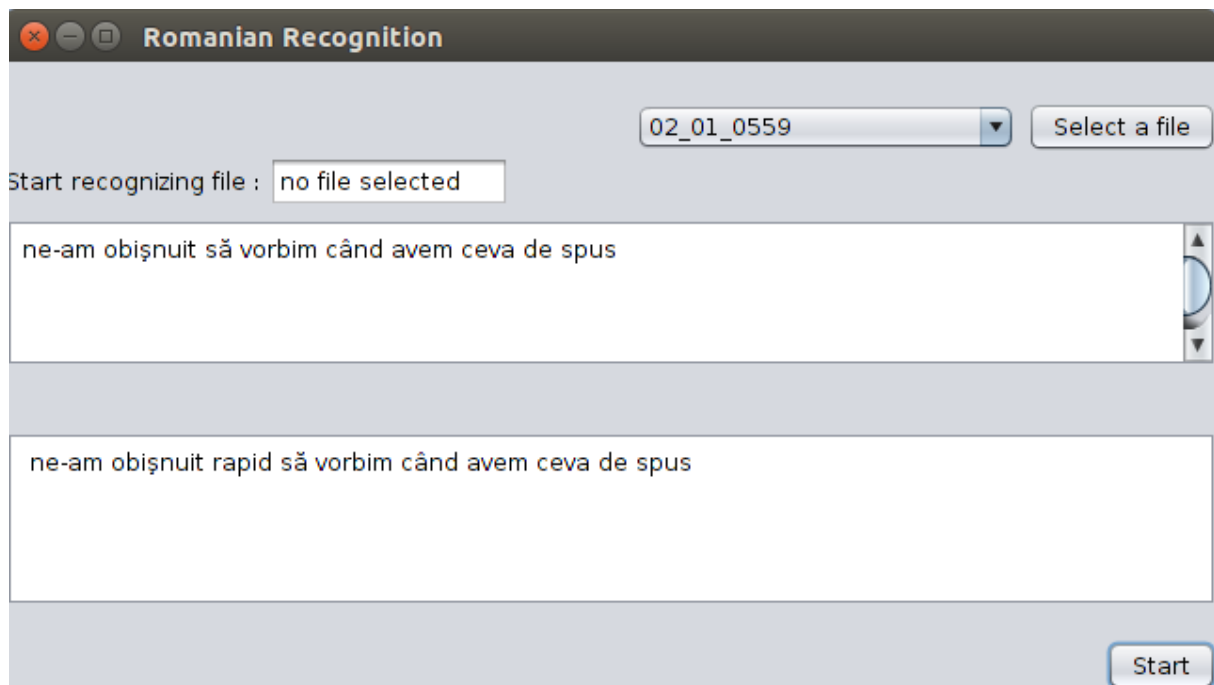 Romanian Recognition
02_01_0559
Select a file
Start recognizing file : no file selected
ne-am obişnuit să vorbim când avem ceva de spus
ne-am obişnuit rapid să vorbim când avem ceva de spus
Start